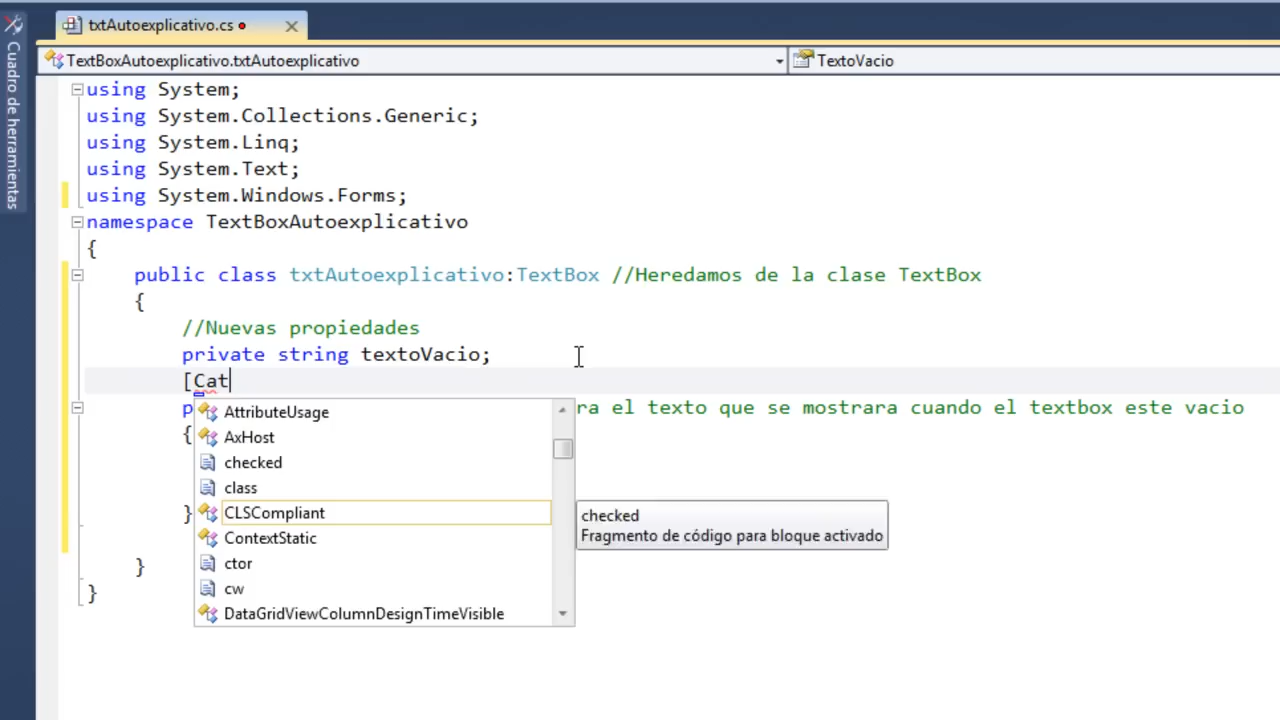 txtAutoexplicativo.cs
Cuadro de herramientas
TextBoxAutoexplicativo.txtAutoexplicativo
TextoVacio
using System;
using System.Collections.Generic;
using System.Linq;
using System.Text;
using System.Windows.Forms;
namespace TextBoxAutoexplicativo
{
public class txtAutoexplicativo:TextBox //Heredamos de la clase TextBox
{
//Nuevas propiedades
private string textoVacio;
[Cat
p ra el texto que se mostrara cuando el textbox este vacio
{
}
}
}
AttributeUsage
AxHost
checked
class
CLSCompliant
ContextStatic
ctor
cw
DataGridViewColumnDesignTimeVisible
checked
Fragmento de código para bloque activado